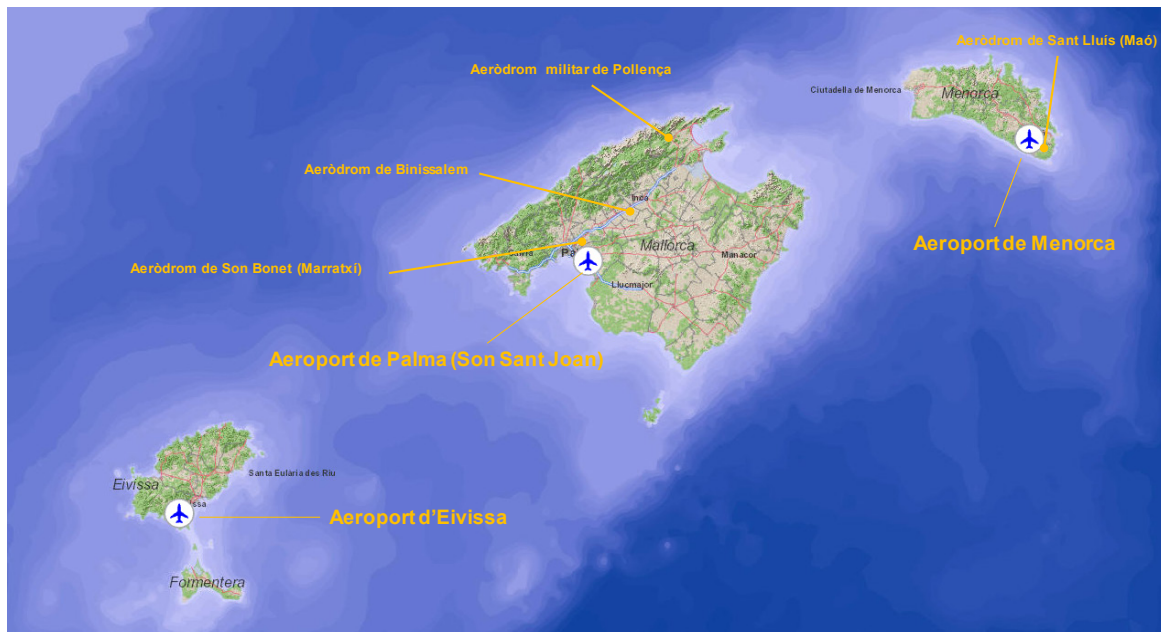 Aeròdrom de Sant Lluis (Maó)
Aeròdrom militar de Pollença
Ciutadella de Menorca
Menorca
Aeròdrom de Binissalem
Inca
Aeroport de Menorca
Mallorca
Manacor
Aeròdrom de Son Bonet (Marratxí)
Llucmajor
Aeroport de Palma (Son Sant Joan)
Santa Eularia des Riu
Eivissa
Aeroport d’Eivissa
Formentera